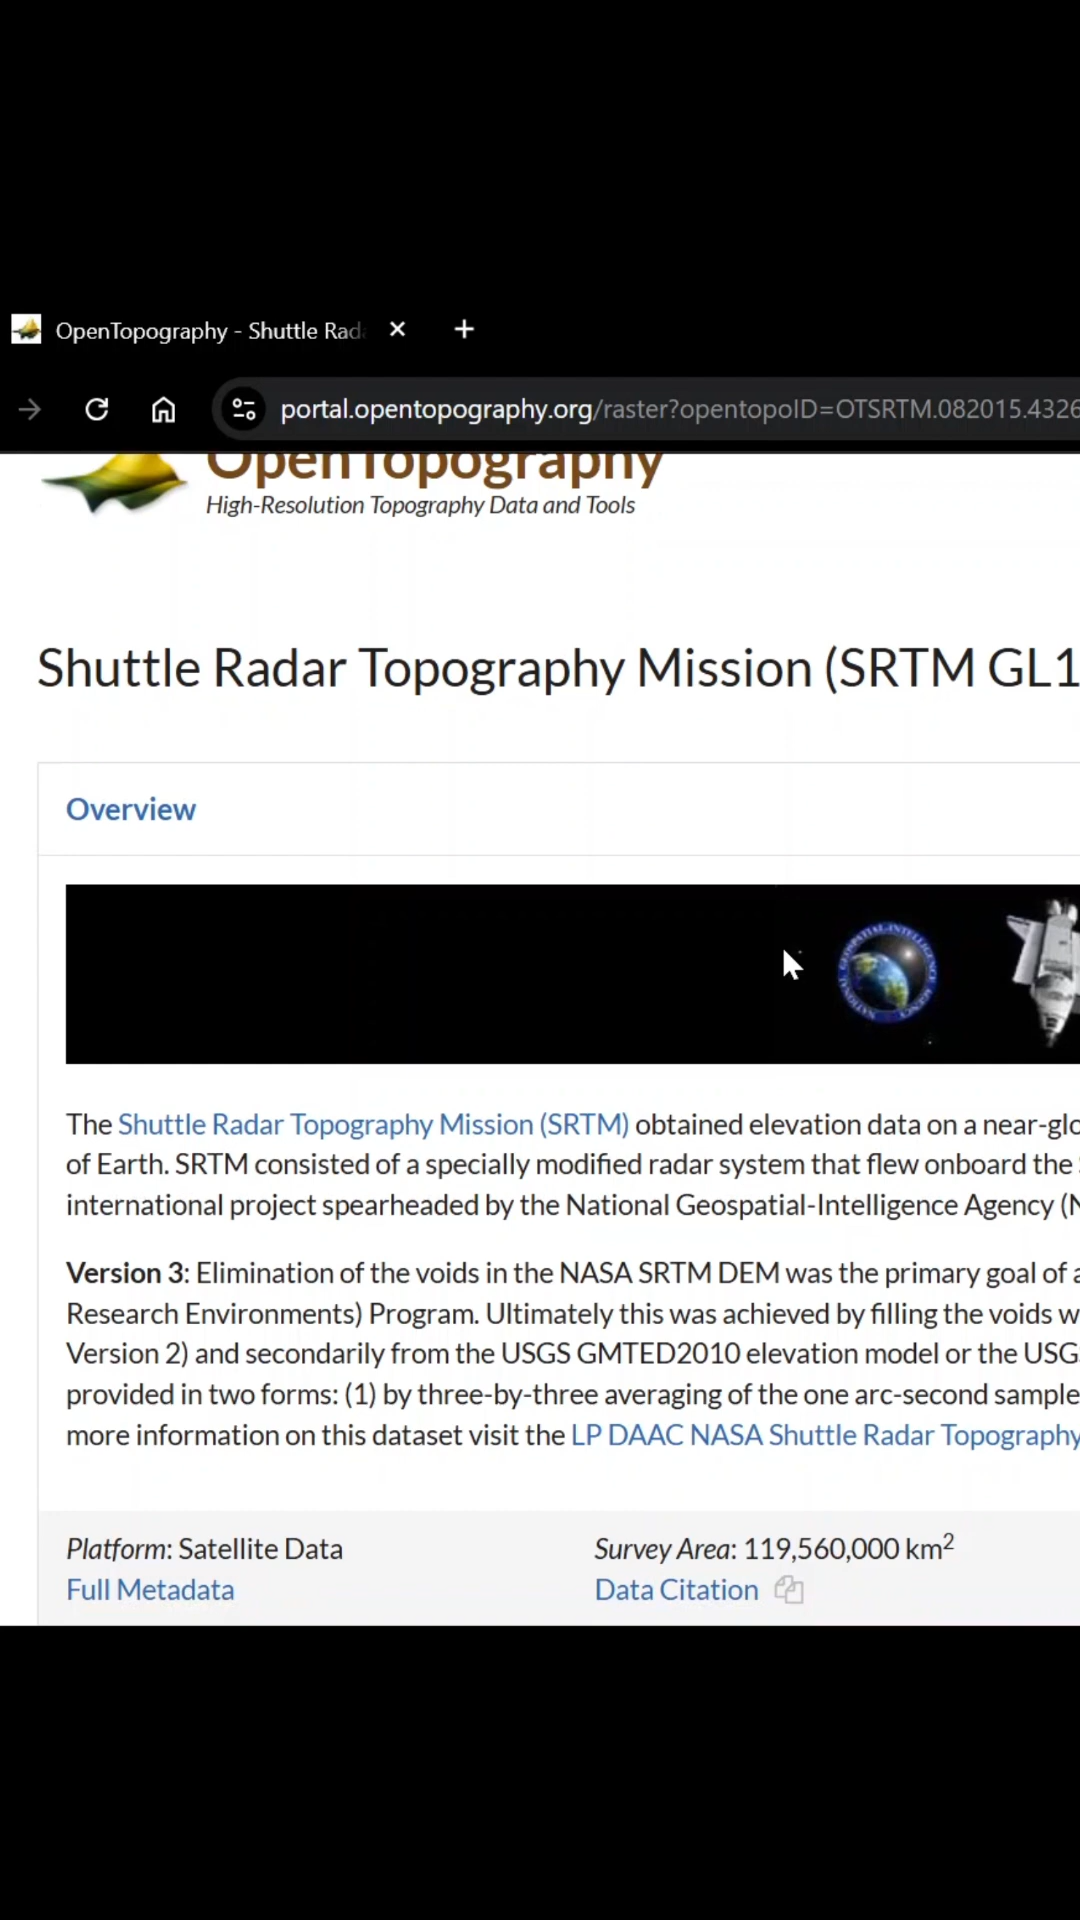 OpenTopography - Shuttle Rad
portal.opentopography.org/raster?opentopoID=OTSRTM.082015.4326
OpenTopography
High-Resolution Topography Data and Tools
Shuttle Radar Topography Mission (SRTM GL1
Overview
NATIONAL GEOSPATIAL-INTELLIGENCE AGENCY
The Shuttle Radar Topography Mission (SRTM) obtained elevation data on a near-glo
of Earth. SRTM consisted of a specially modified radar system that flew onboard the
international project spearheaded by the National Geospatial-Intelligence Agency (N
Version 3: Elimination of the voids in the NASA SRTM DEM was the primary goal of a
Research Environments) Program. Ultimately this was achieved by filling the voids w
Version 2) and secondarily from the USGS GMTED2010 elevation model or the USG
provided in two forms: (1) by three-by-three averaging of the one arc-second sample
more information on this dataset visit the LP DAAC NASA Shuttle Radar Topography
Platform: Satellite Data
Survey Area: 119,560,000 km²
Full Metadata
Data Citation